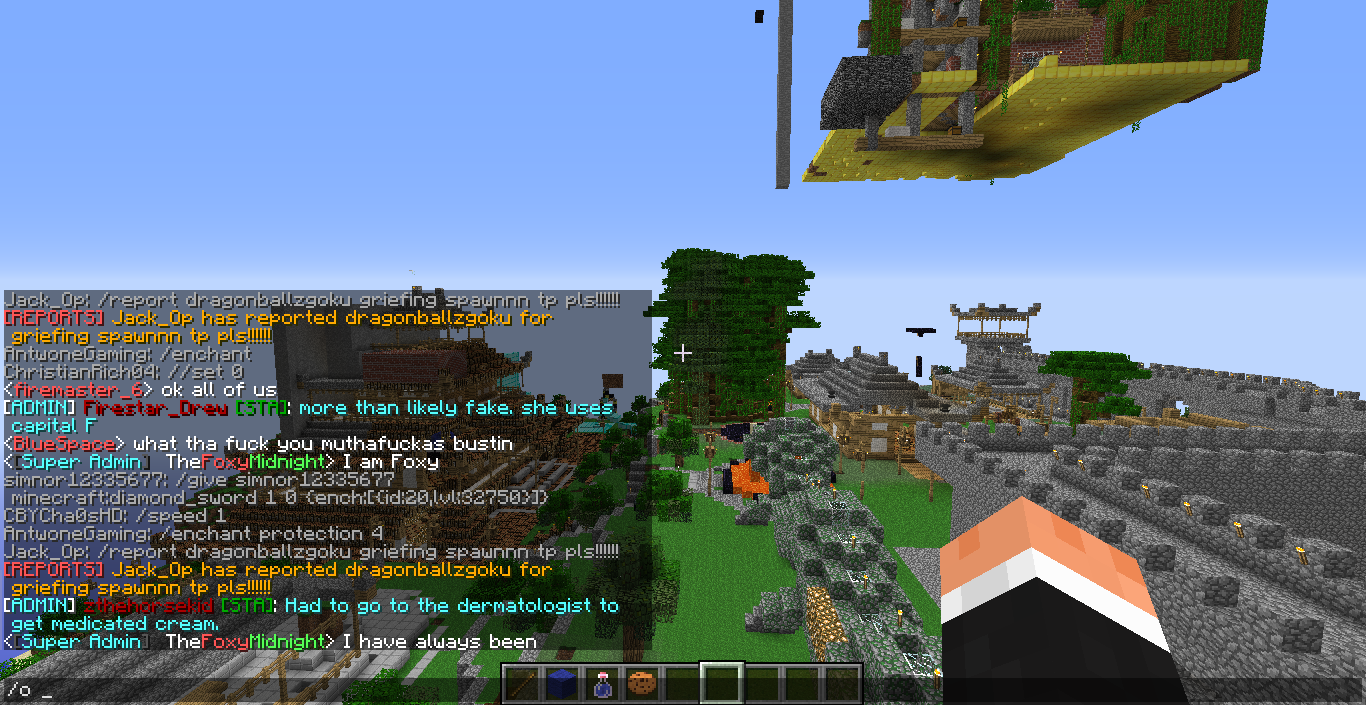 Jack_Op: /report dragonballzgoku griefing spawnnn tp pls!!!!!!
[REPORTS] Jack_Op has reported dragonballzgoku for
griefing spawnnn tp pls!!!!!!
AntwoneGaming: /enchant
ChristianRich04: //set 0
<firemaster_6> ok all of us
[ADMIN] Firestar_Drew [STA]: more than likely fake. she uses
capital F
<BlueSpace> what tha fuck you muthafuckas bustin
<[Super Admin] TheFoxyMidnight> I am Foxy
simnor12335677: /give simnor12335677
minecraft:diamond_sword 1 0 {ench:[{id:20,lvl:32750}]}
CBYCha0sHD: /speed 1
AntwoneGaming: /enchant protection 4
Jack_Op: /report dragonballzgoku griefing spawnnn tp pls!!!!!!
[REPORTS] Jack_Op has reported dragonballzgoku for
griefing spawnnn tp pls!!!!!!
[ADMIN] zthehorsekid [STA]: Had to go to the dermatologist to
get medicated cream.
<[Super Admin] TheFoxyMidnight> I have always been
/o _